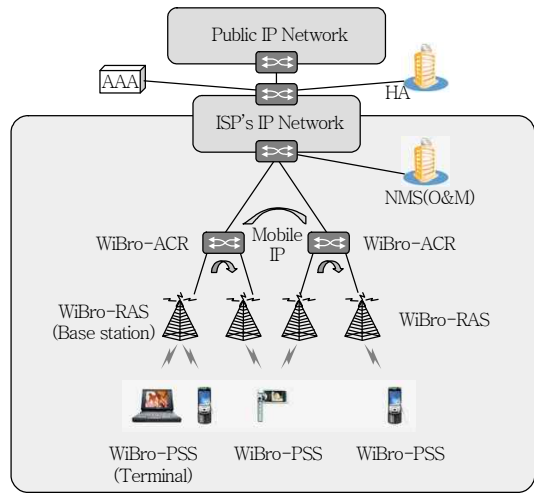 Public IP Network
AAA
HA
ISP's IP Network
NMS(O&M)
WiBro-ACR
Mobile
IP
WiBro-ACR
WiBro-RAS
(Base station)
WiBro-RAS
WiBro-PSS
(Terminal)
WiBro-PSS
WiBro-PSS